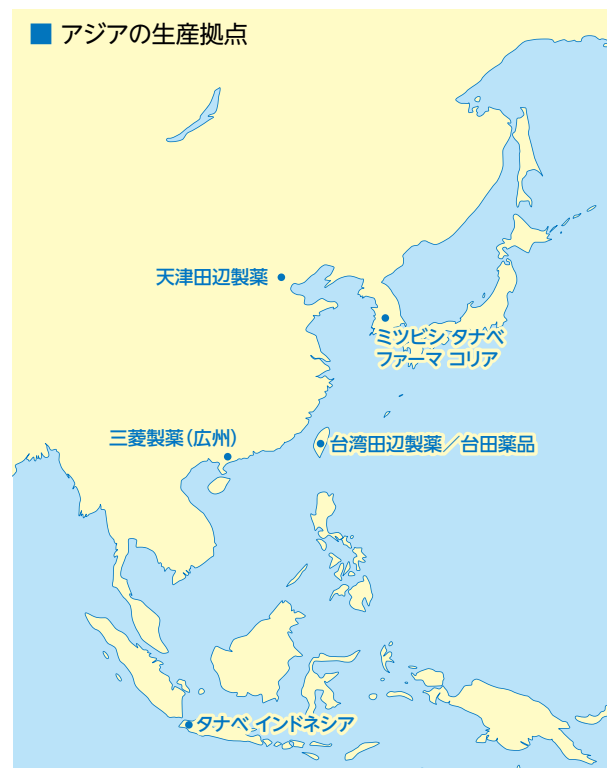 ■ アジアの生産拠点
天津田辺製薬
ミツビシ タナベ
ファーマ コリア
三菱製薬（広州）
台湾田辺製薬／台田薬品
タナベ インドネシア